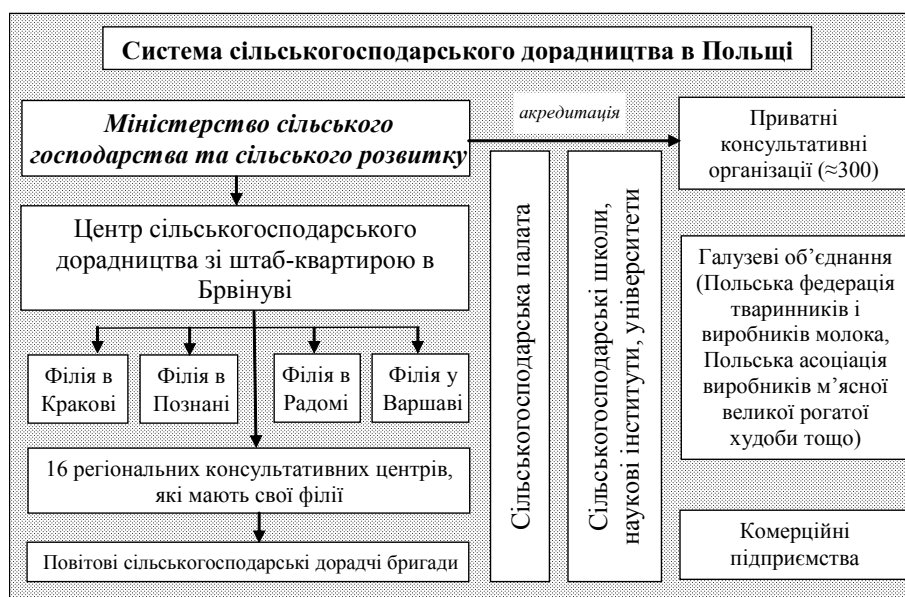 Система сільськогосподарського дорадництва в Польщі
Міністерство сільського
господарства та сільського розвитку
акредитація
Приватні
консультативні
організації (≈300)
Центр сільськогосподарського
дорадництва зі штаб-квартирою в
Брвінуві
Філія в
Кракові
Філія в
Познані
Філія в
Радомі
Філія у
Варшаві
16 регіональних консультативних центрів,
які мають свої філії
Повітові сільськогосподарські дорадчі бригади
Сільськогосподарська палата
Сільськогосподарські школи,
наукові інститути, університети
Галузеві об’єднання
(Польська федерація
тваринників і
виробників молока,
Польська асоціація
виробників м’ясної
великої рогатої
худоби тощо)
Комерційні
підприємства